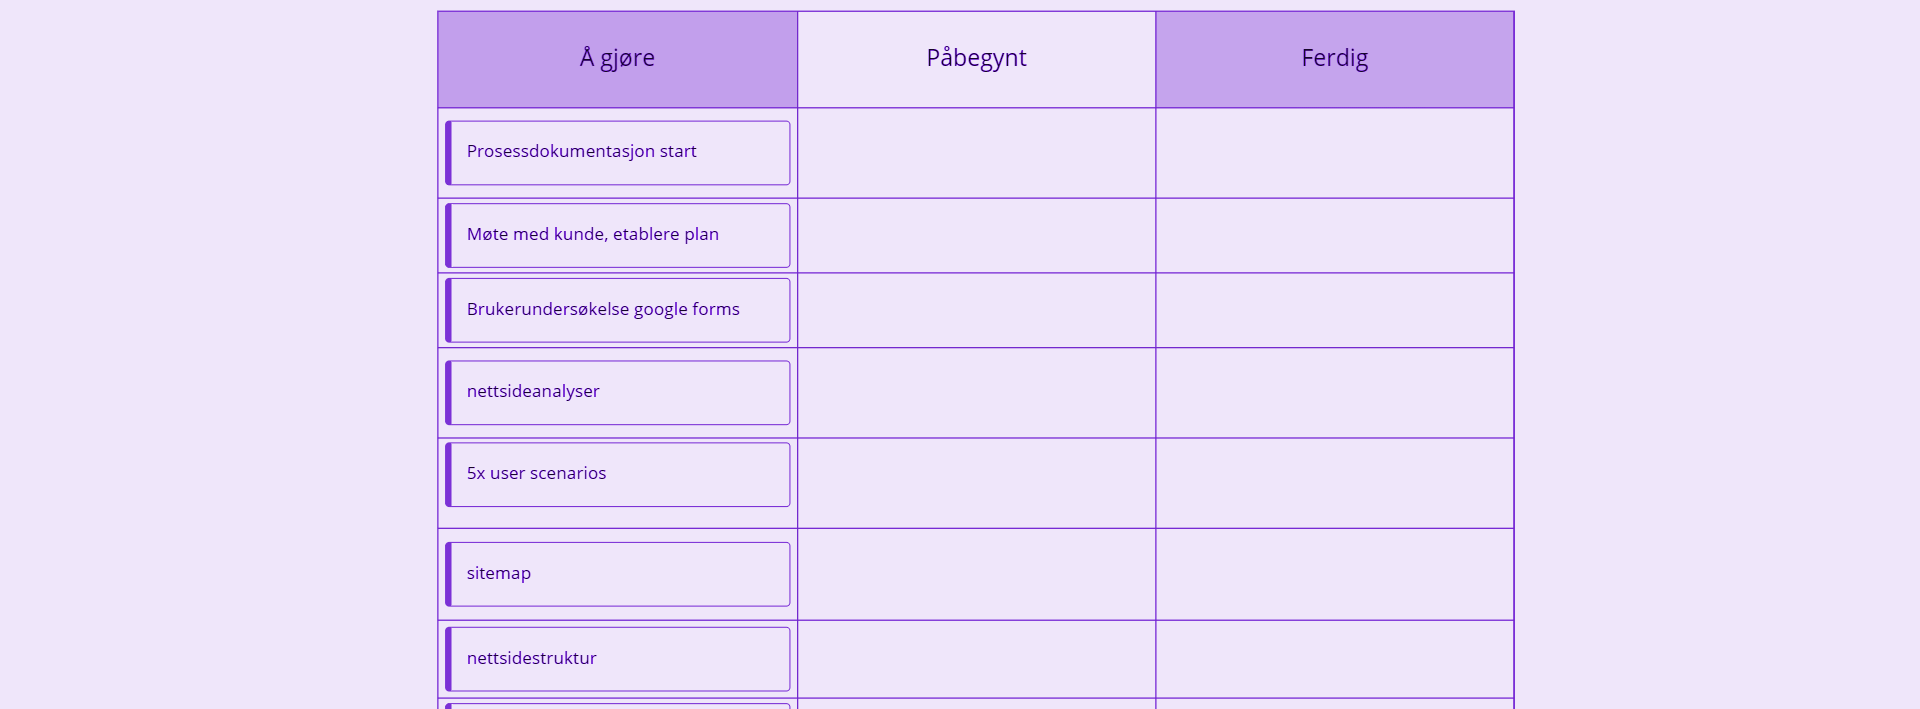 Å gjøre
Påbegynt
Ferdig
Prosessdokumentasjon start
Møte med kunde, etablere plan
Brukerundersøkelse google forms
nettsideanalyser
5x user scenarios
sitemap
nettsidestruktur